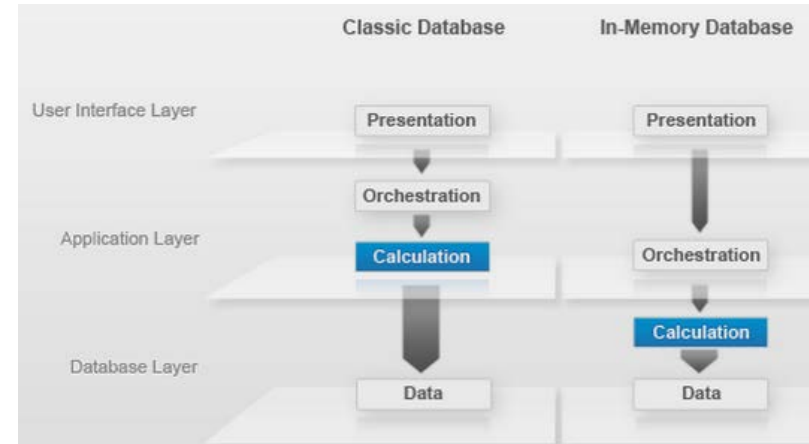 Classic Database
In-Memory Database
User Interface Layer
Presentation
Presentation
Orchestration
Application Layer
Calculation
Orchestration
Calculation
Database Layer
Data
Data